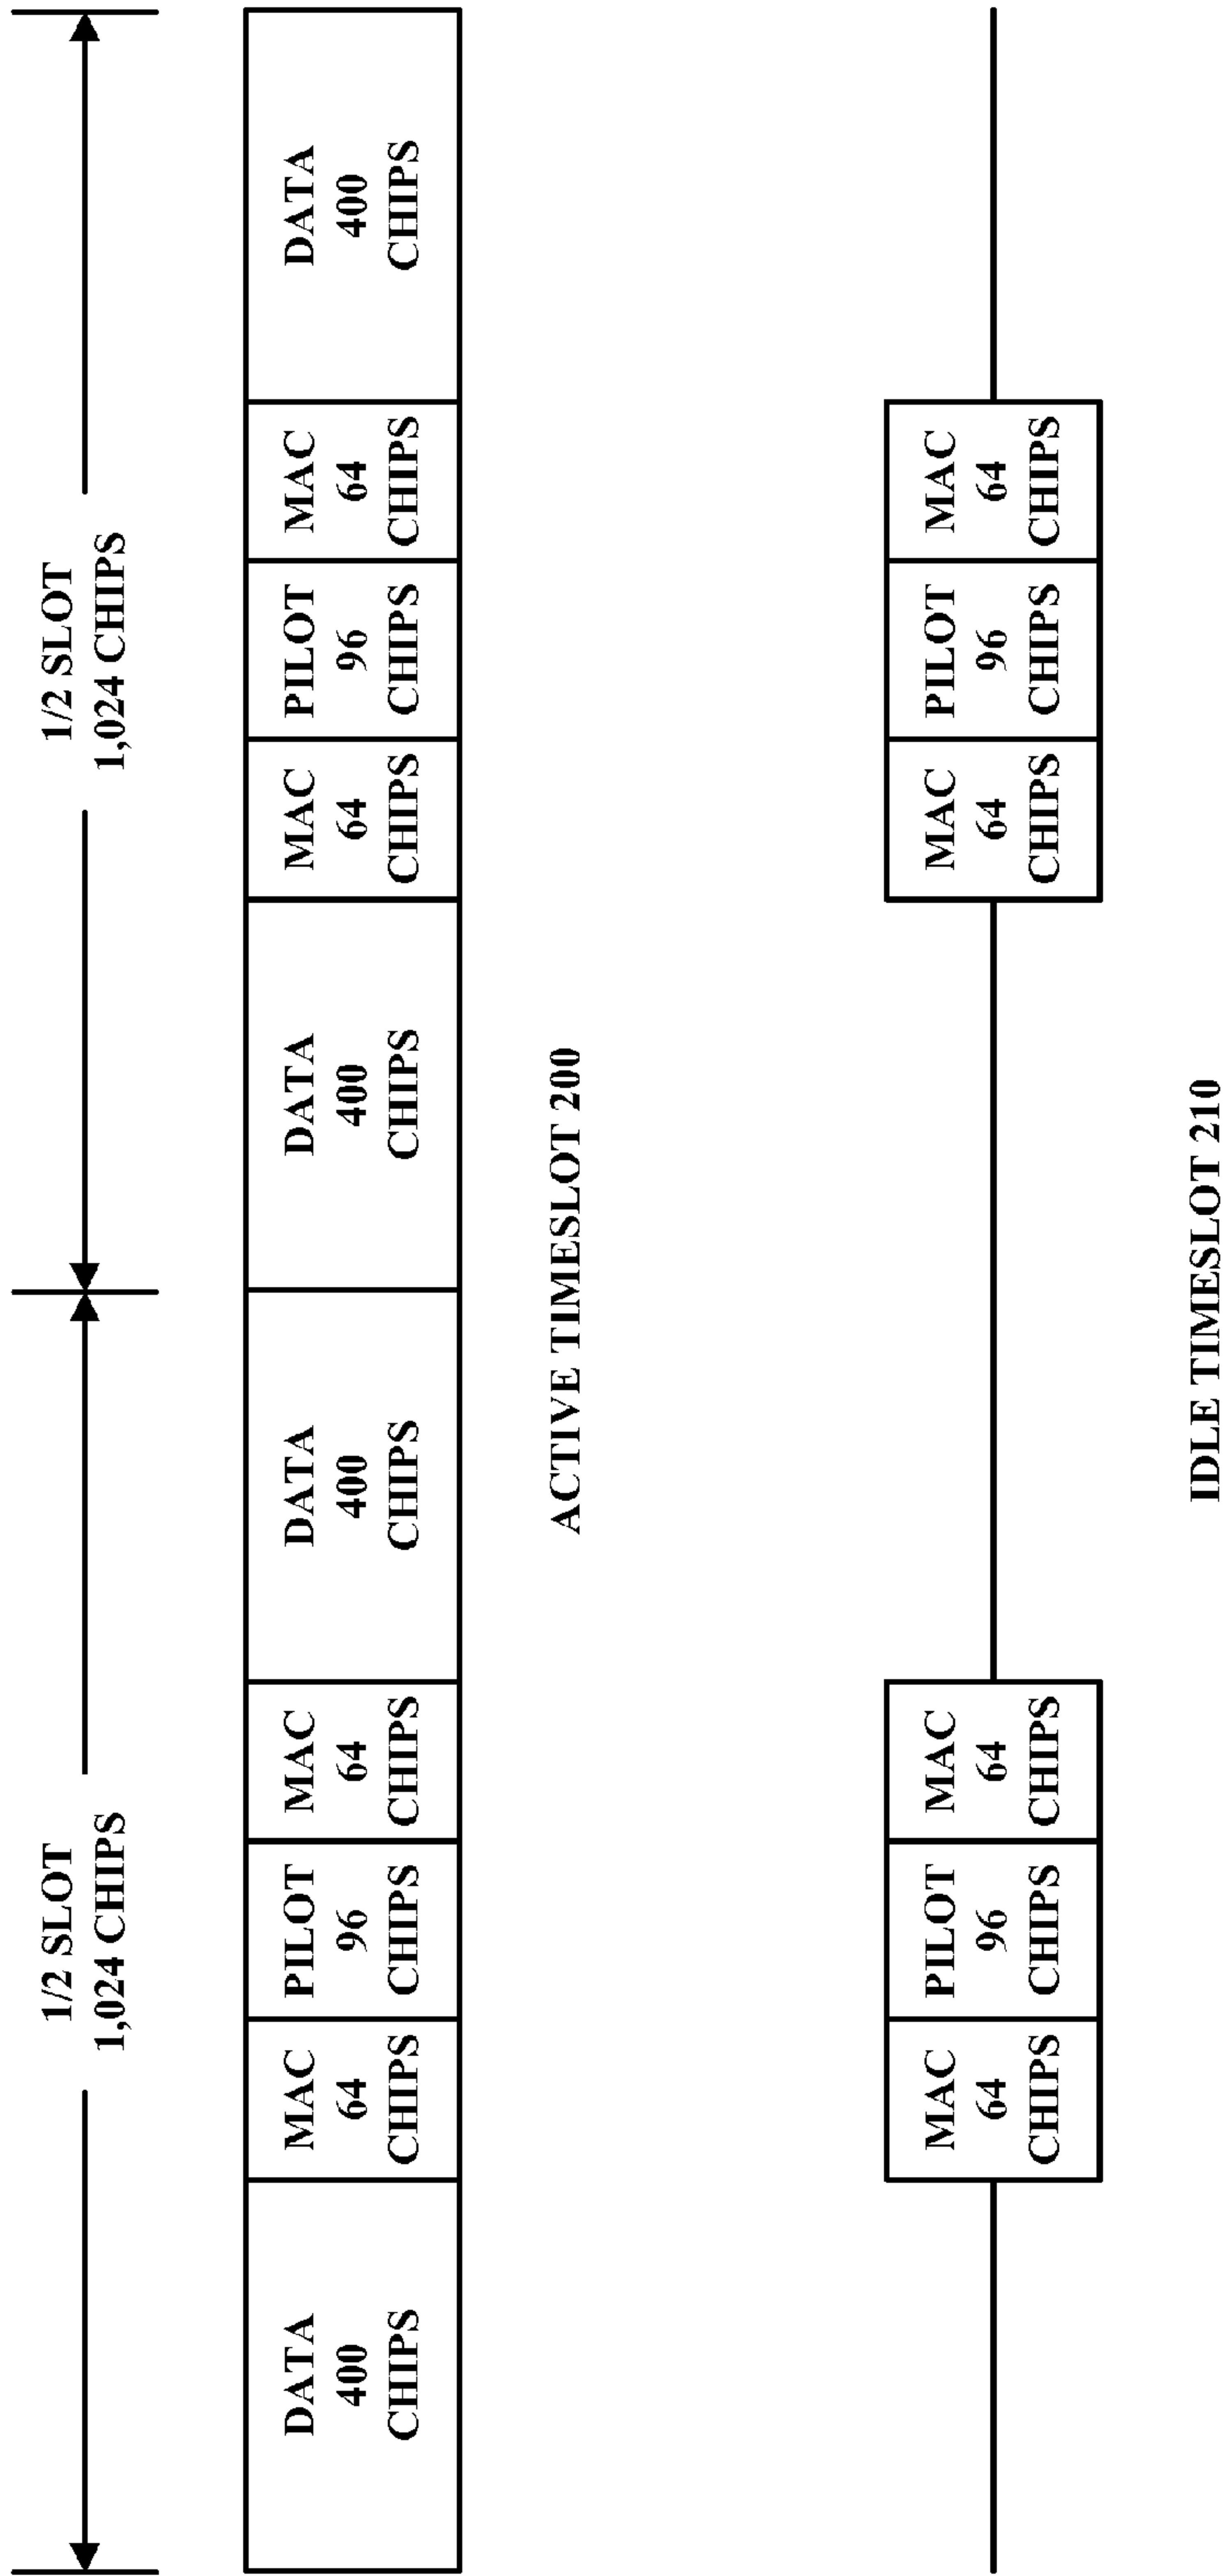 1/2 SLOT
1,024 CHIPS
1/2 SLOT
1,024 CHIPS
DATA
400
CHIPS
MAC
64
CHIPS
PILOT
96
CHIPS
MAC
64
CHIPS
DATA
400
CHIPS
DATA
400
CHIPS
MAC
64
CHIPS
PILOT
96
CHIPS
MAC
64
CHIPS
DATA
400
CHIPS
ACTIVE TIMESLOT 200
MAC
64
CHIPS
PILOT
96
CHIPS
MAC
64
CHIPS
MAC
64
CHIPS
PILOT
96
CHIPS
MAC
64
CHIPS
IDLE TIMESLOT 210